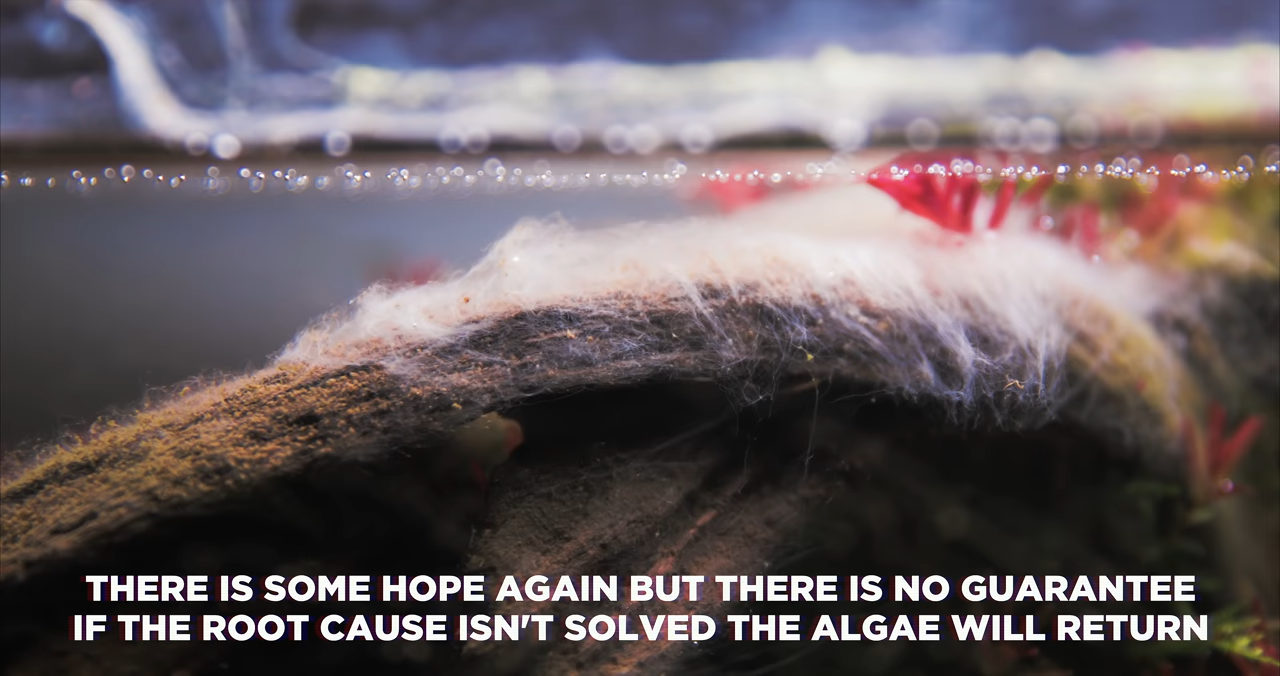 THERE IS SOME HOPE AGAIN BUT THERE IS NO GUARANTEE
IF THE ROOT CAUSE ISN'T SOLVED THE ALGAE WILL RETURN